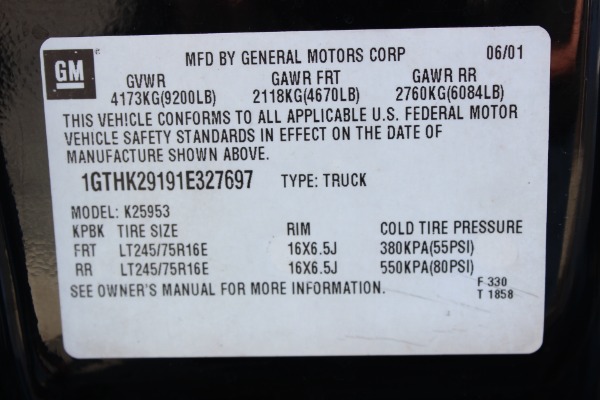 GM
MFD BY GENERAL MOTORS CORP 06/01
GVWR GAWR FRT GAWR RR
4173KG(9200LB) 2118KG(4670LB) 2760KG(6084LB)
THIS VEHICLE CONFORMS TO ALL APPLICABLE U.S. FEDERAL MOTOR
VEHICLE SAFETY STANDARDS IN EFFECT ON THE DATE OF
MANUFACTURE SHOWN ABOVE.
1GTHK29191E327697 TYPE: TRUCK
MODEL: K25953
KPBK TIRE SIZE RIM COLD TIRE PRESSURE
FRT LT245/75R16E 16X6.5J 380KPA(55PSI)
RR LT245/75R16E 16X6.5J 550KPA(80PSI)
SEE OWNER'S MANUAL FOR MORE INFORMATION. F 330
T 1858